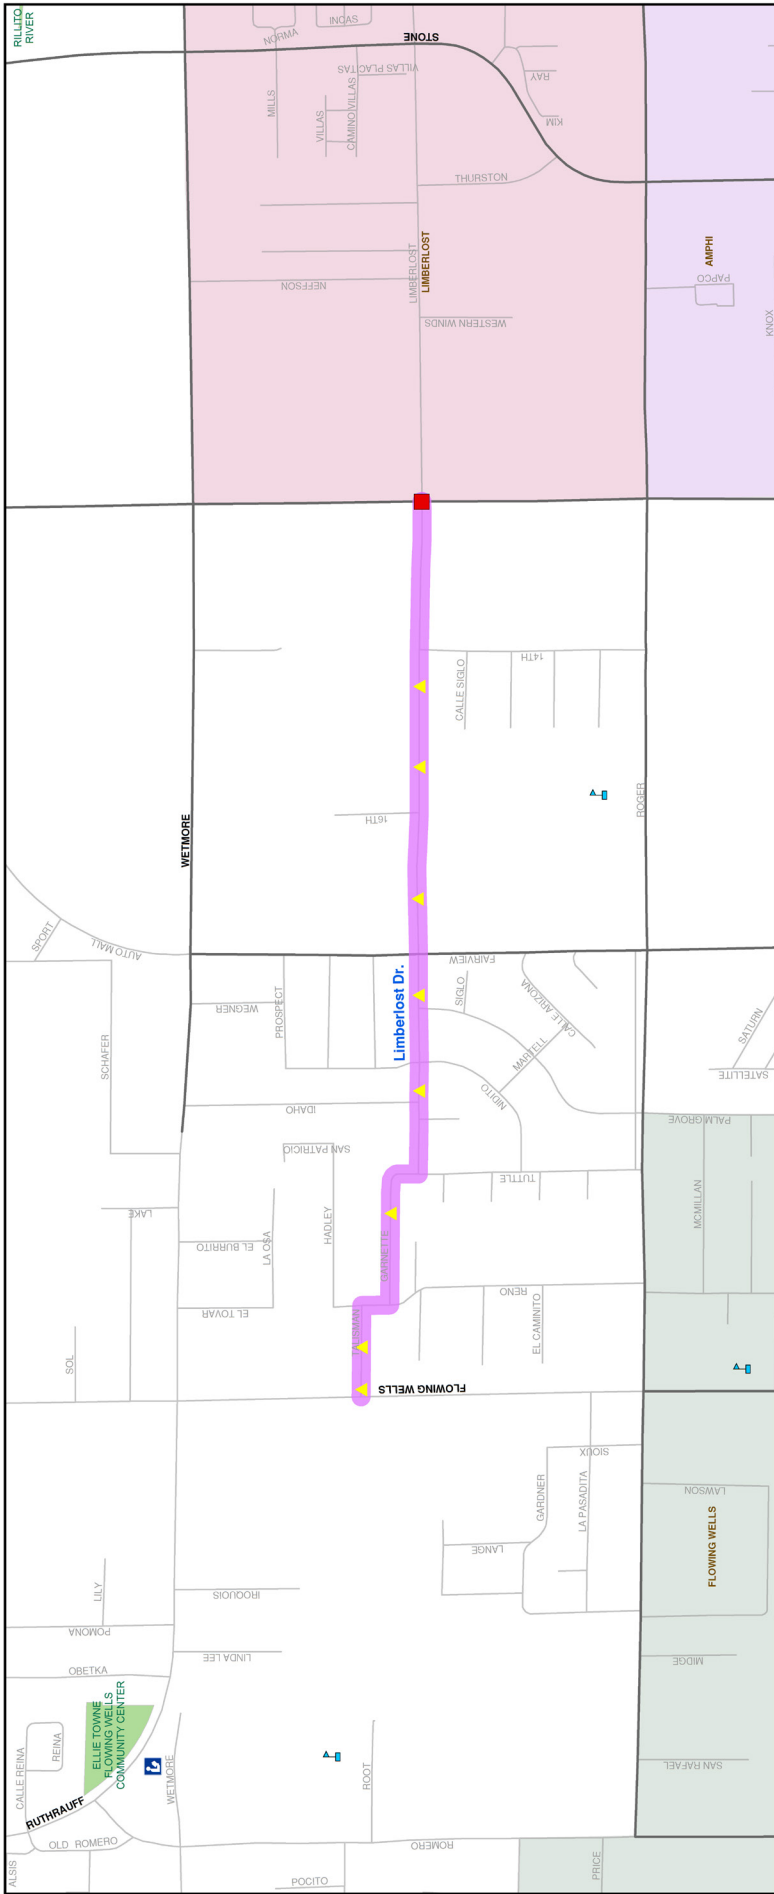 RILLITO
RIVER
NORMA
INCAS
STONE
MILLS
VILLAS
CAMINO VILLAS
VILLAS PLACITAS
RAY
KIM
THURSTON
NEFFSON
LIMBERLOST
LIMBERLOST
WESTERN WINDS
AMPHI
PAPCO
KNOX
CALLE SIGLO
14TH
WETMORE
16TH
ROGER
SPORT
AUTO MALL
SCHAFER
WEGNER
PROSPECT
Limberlost Dr.
FAIRVIEW
SIGLO
CALLE ARIZONA
MARTELL
NIDITO
SATURN
SATELLITE
IDAHO
SAN PATRICIO
PALM GROVE
TUTTLE
LAKE
EL BURRITO
LA OSA
HADLEY
GARNETTE
MCMILLAN
EL TOVAR
RENO
EL CAMINITO
SOL
TALISMAN
FLOWING WELLS
SIOUX
GARDNER
LA PASADITA
LAWSON
LANGE
FLOWING WELLS
LILY
IROQUOIS
POMONA
LINDA LEE
OBETKA
MIDGE
ELLIE TOWNE
FLOWING WELLS
COMMUNITY CENTER
REINA
CALLE REINA
WETMORE
ROOT
SAN RAFAEL
RUTHRAUFF
OLD ROMERO
ROMERO
ALSIS
POCITO
PRICE